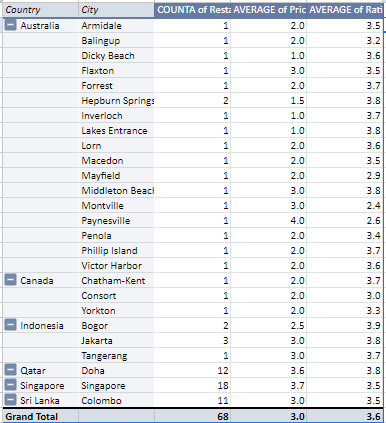 Country City COUNTA of Resta AVERAGE of Pric AVERAGE of Rati
Australia Armidale 1 2.0 3.5
Balingup 1 2.0 3.2
Dicky Beach 1 1.0 3.6
Flaxton 1 3.0 3.5
Forrest 1 2.0 3.7
Hepburn Springs 2 1.5 3.8
Inverloch 1 1.0 3.7
Lakes Entrance 1 1.0 3.8
Lorn 1 2.0 3.6
Macedon 1 2.0 3.5
Mayfield 1 2.0 2.9
Middleton Beach 1 3.0 3.8
Montville 1 3.0 2.4
Paynesville 1 4.0 2.6
Penola 1 2.0 3.4
Phillip Island 1 2.0 3.7
Victor Harbor 1 2.0 3.6
Canada Chatham-Kent 1 2.0 3.7
Consort 1 2.0 3.0
Yorkton 1 2.0 3.3
Indonesia Bogor 2 2.5 3.9
Jakarta 3 3.0 3.8
Tangerang 1 3.0 3.7
Qatar Doha 12 3.6 3.8
Singapore Singapore 18 3.7 3.5
Sri Lanka Colombo 11 3.0 3.5
Grand Total 68 3.0 3.6